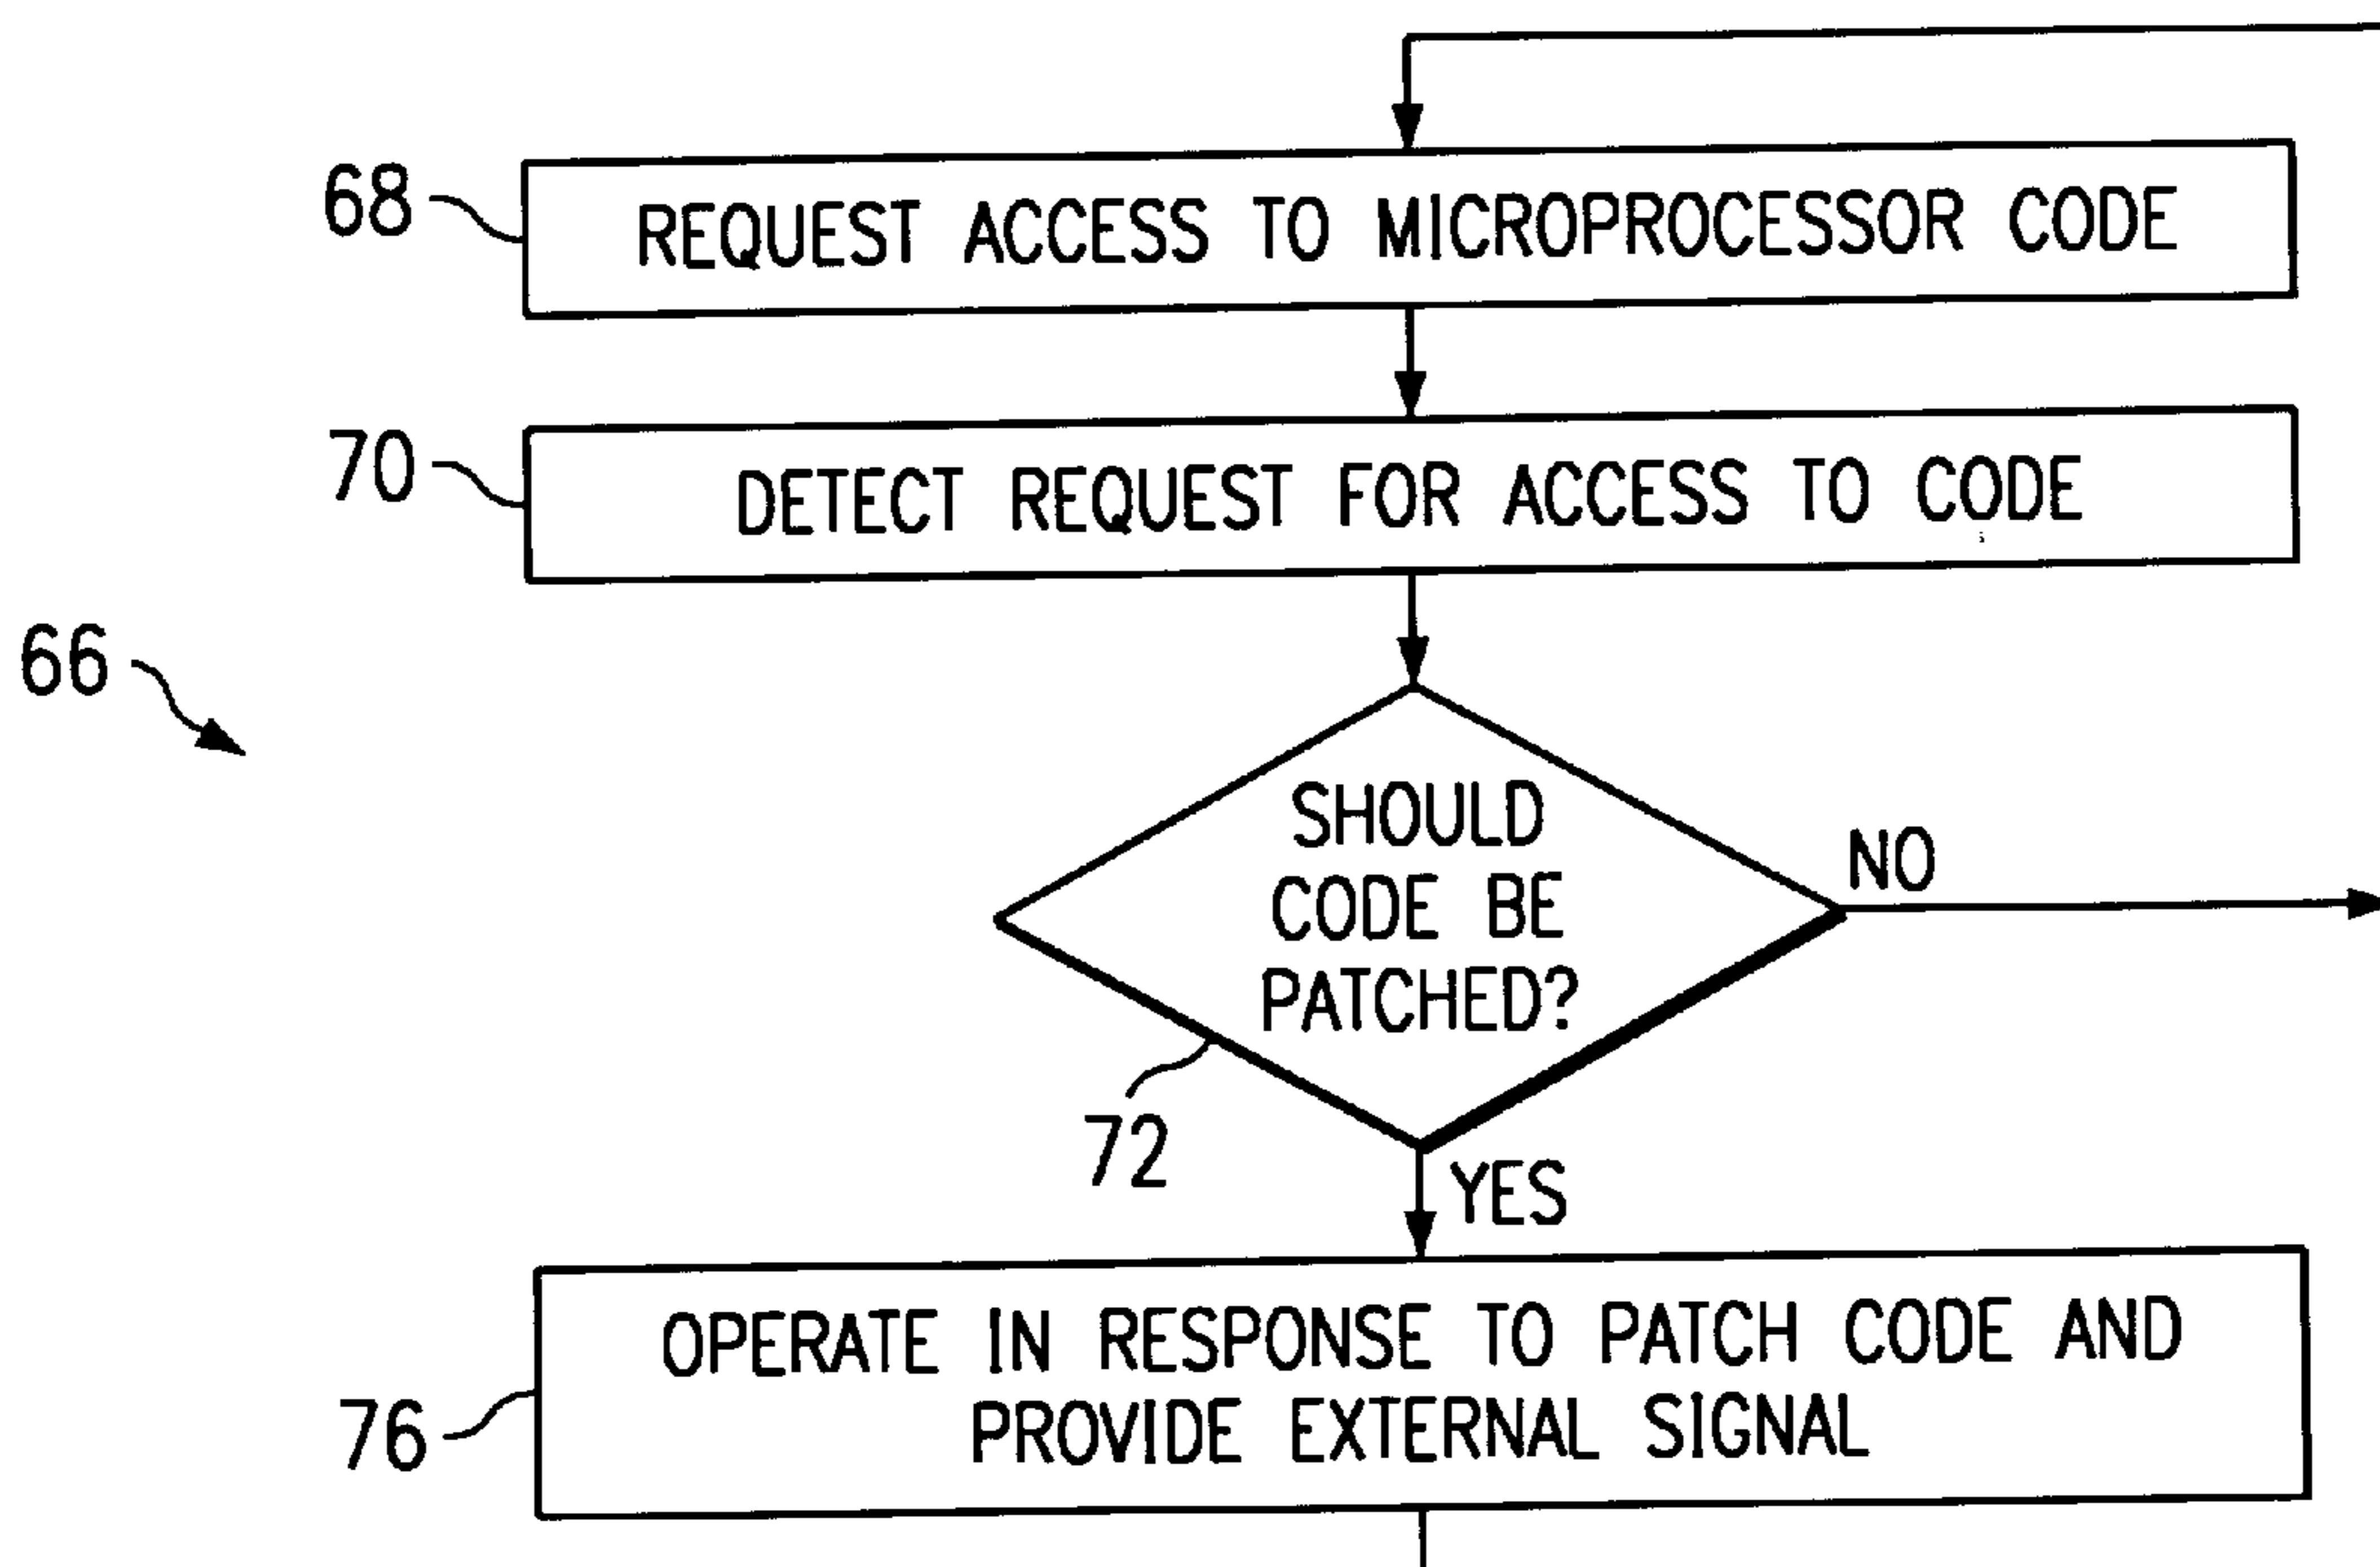 68
REQUEST ACCESS TO MICROPROCESSOR CODE
70
DETECT REQUEST FOR ACCESS TO CODE
66
SHOULD
CODE BE
PATCHED?
NO
72
YES
76
OPERATE IN RESPONSE TO PATCH CODE AND
PROVIDE EXTERNAL SIGNAL